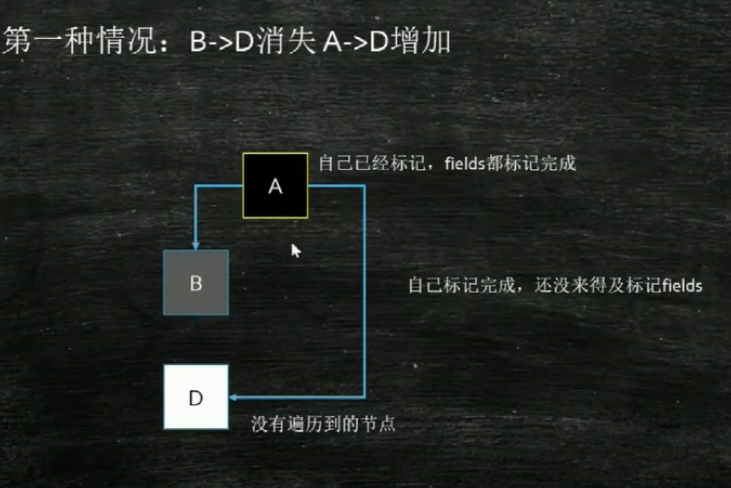 第一种情况：B->D消失 A->D增加
A
自己已经标记，fields都标记完成
B
自己标记完成，还没来得及标记fields
D
没有遍历到的节点